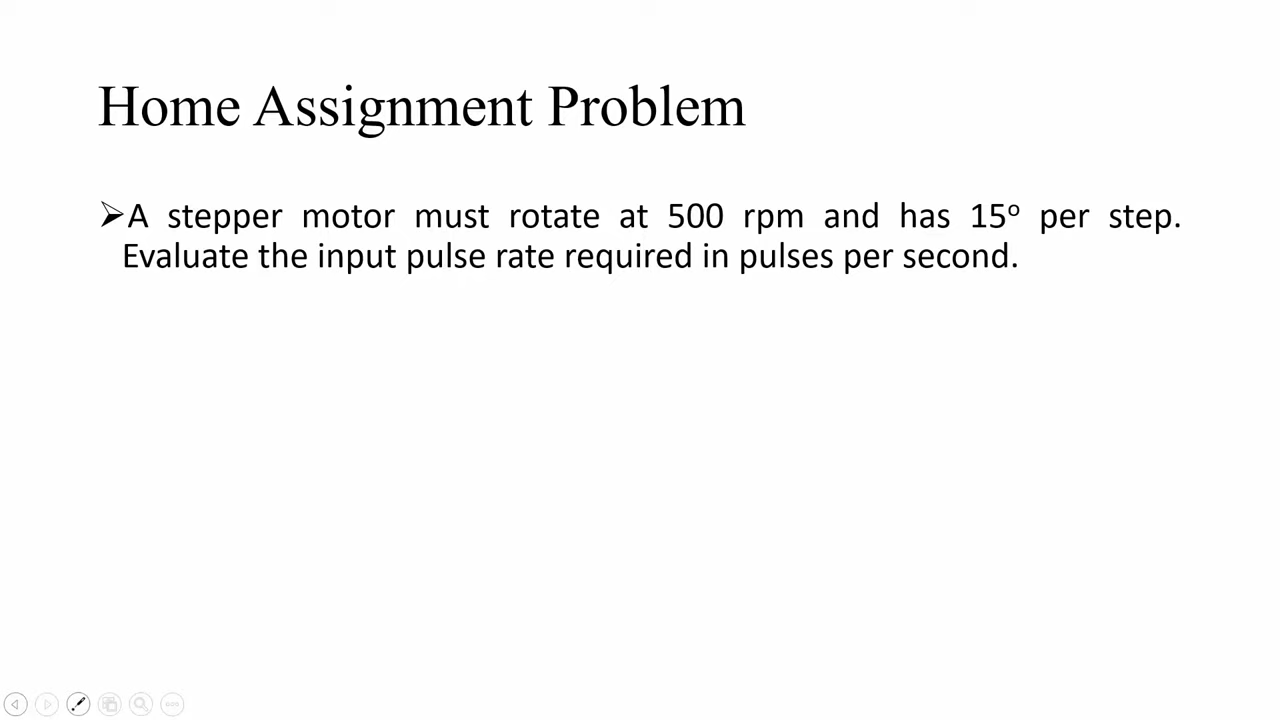 Home Assignment Problem
➢A stepper motor must rotate at 500 rpm and has 15º per step.
Evaluate the input pulse rate required in pulses per second.